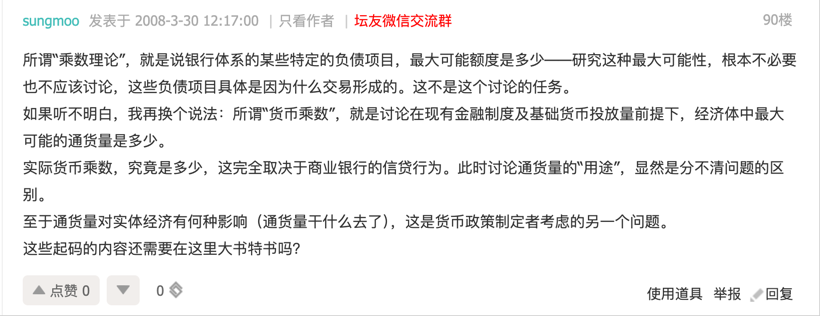 sungmoo 发表于 2008-3-30 12:17:00 | 只看作者 | 坛友微信交流群 90楼
所谓“乘数理论”，就是说银行体系的某些特定的负债项目，最大可能额度是多少——研究这种最大可能性，根本不必要
也不应该讨论，这些负债项目具体是因为什么交易形成的。这不是这个讨论的任务。
如果听不明白，我再换个说法：所谓“货币乘数”，就是讨论在现有金融制度及基础货币投放量前提下，经济体中最大
可能的通货量是多少。
实际货币乘数，究竟是多少，这完全取决于商业银行的信贷行为。此时讨论通货量的“用途”，显然是分不清问题的区
别。
至于通货量对实体经济有何种影响（通货量干什么去了），这是货币政策制定者考虑的另一个问题。
这些起码的内容还需要在这里大书特书吗？
点赞 0 0 使用道具 举报 回复